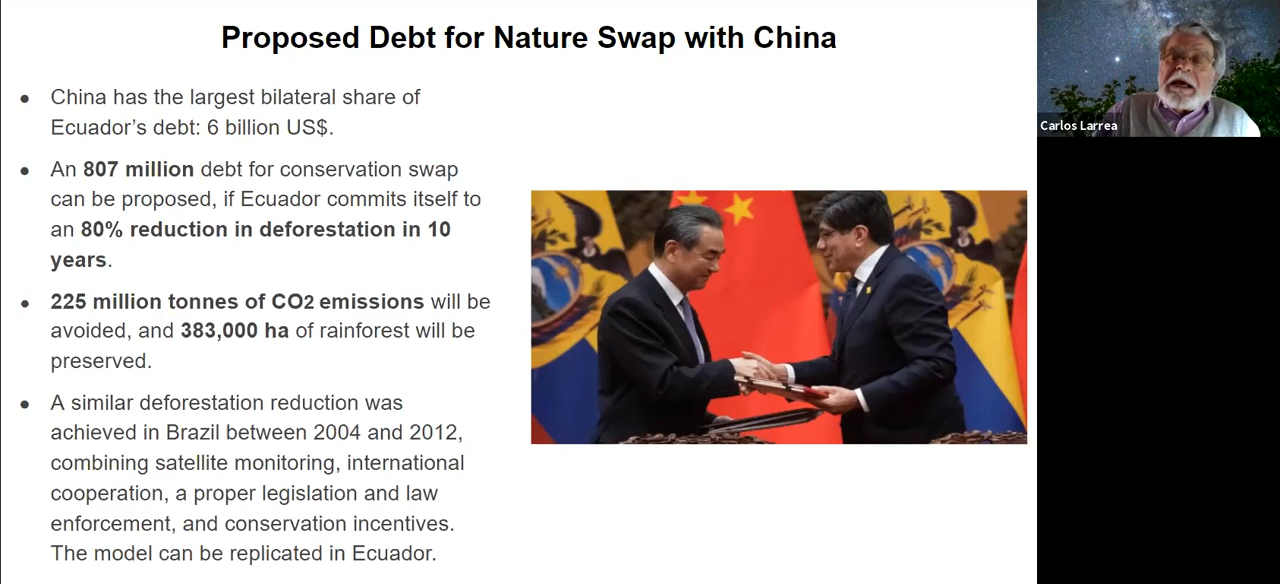 Proposed Debt for Nature Swap with China
● China has the largest bilateral share of
Ecuador’s debt: 6 billion US$.
● An 807 million debt for conservation swap
can be proposed, if Ecuador commits itself to
an 80% reduction in deforestation in 10
years.
● 225 million tonnes of CO2 emissions will be
avoided, and 383,000 ha of rainforest will be
preserved.
● A similar deforestation reduction was
achieved in Brazil between 2004 and 2012,
combining satellite monitoring, international
cooperation, a proper legislation and law
enforcement, and conservation incentives.
The model can be replicated in Ecuador.
Carlos Larrea